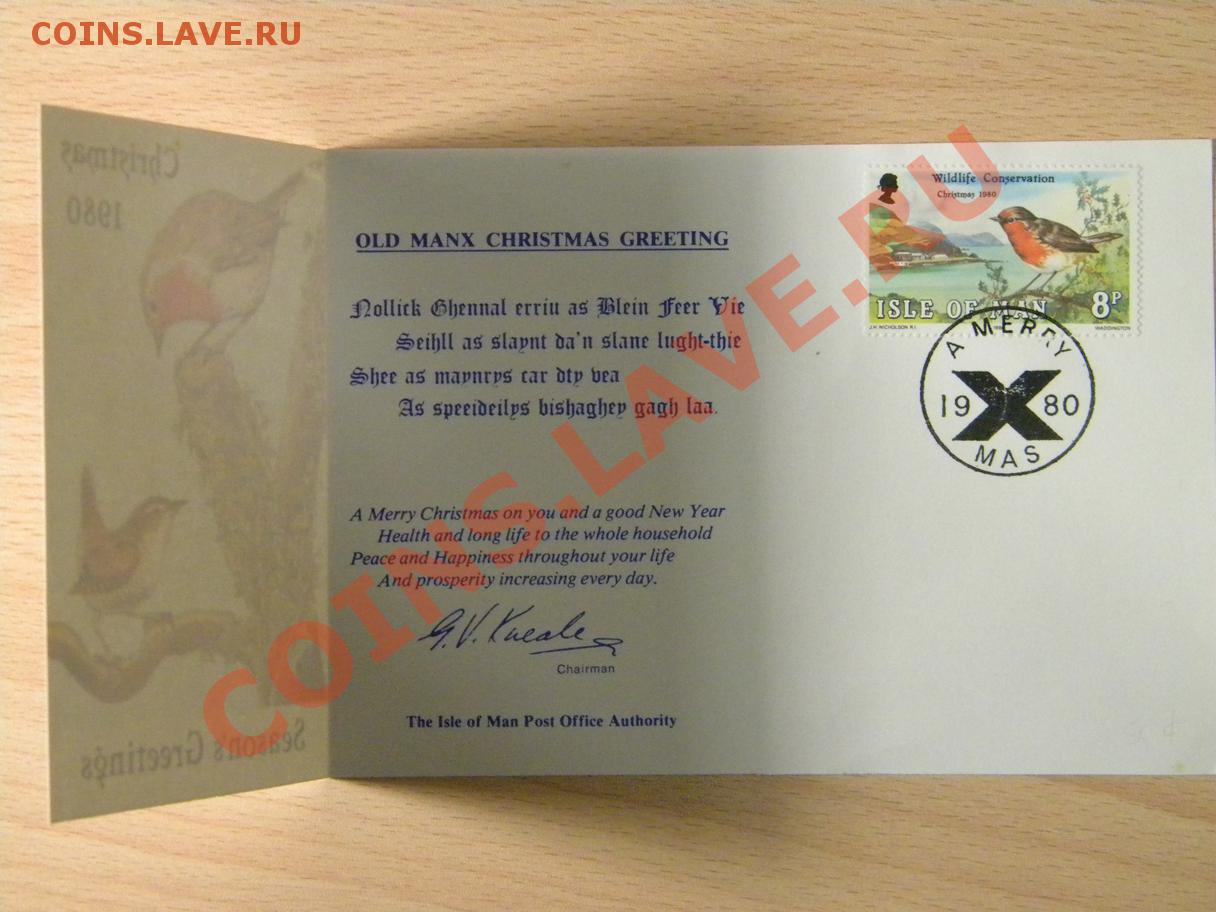 COINS.LAVE.RU
Christmas
1980
Season's Greetings
OLD MANX CHRISTMAS GREETING
Nollick Ghennal erriu as Blein Feer Vie
Seihll as slaynt da'n slane lught-thie
Shee as maynrys car dty vea
As speeideilys bishaghey gagh laa.
A Merry Christmas on you and a good New Year
Health and long life to the whole household
Peace and Happiness throughout your life
And prosperity increasing every day.
G.V. Kneale
Chairman
The Isle of Man Post Office Authority
Wildlife Conservation
Christmas 1980
ISLE OF MAN 8P
J.H. NICHOLSON R.I. WADDINGTON
A MERRY
19 X 80
MAS
COINS.LAVE.RU